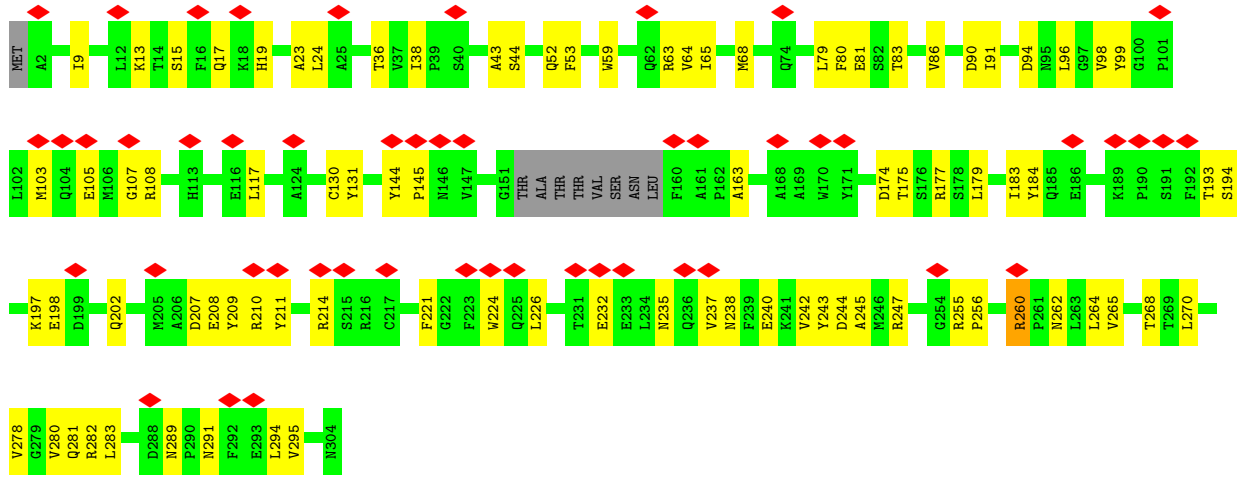 MET A2 I9 L12 K13 T14 S15 F16 Q17 K18 H19 A23 L24 A25 T36 V37 I38 P39 S40 A43 S44 Q52 F53 W59 Q62 R63 V64 I65 M68 Q74 L79 F80 E81 S82 T83 V86 D90 I91 D94 N95 L96 G97 V98 Y99 G100 P101
L102 M103 Q104 E105 M106 G107 R108 H113 E116 L117 A124 C130 Y131 Y144 P145 N146 V147 G151 THR ALA THR THR VAL SER ASN LEU F160 A161 P162 A163 A168 A169 W170 Y171 D174 T175 S176 R177 S178 L179 I183 Y184 Q185 E186 K189 P190 S191 F192 T193 S194
K197 E198 D199 Q202 M205 A206 D207 E208 Y209 R210 Y211 R214 S215 R216 C217 F221 G222 F223 W224 Q225 L226 T231 E232 E233 L234 N235 Q236 V237 N238 F239 E240 K241 V242 Y243 D244 A245 M246 R247 G254 R255 P256 R260 P261 N262 L263 L264 V265 T268 T269 L270
V278 G279 V280 Q281 R282 L283 D288 N289 P290 N291 F292 E293 L294 V295 N304